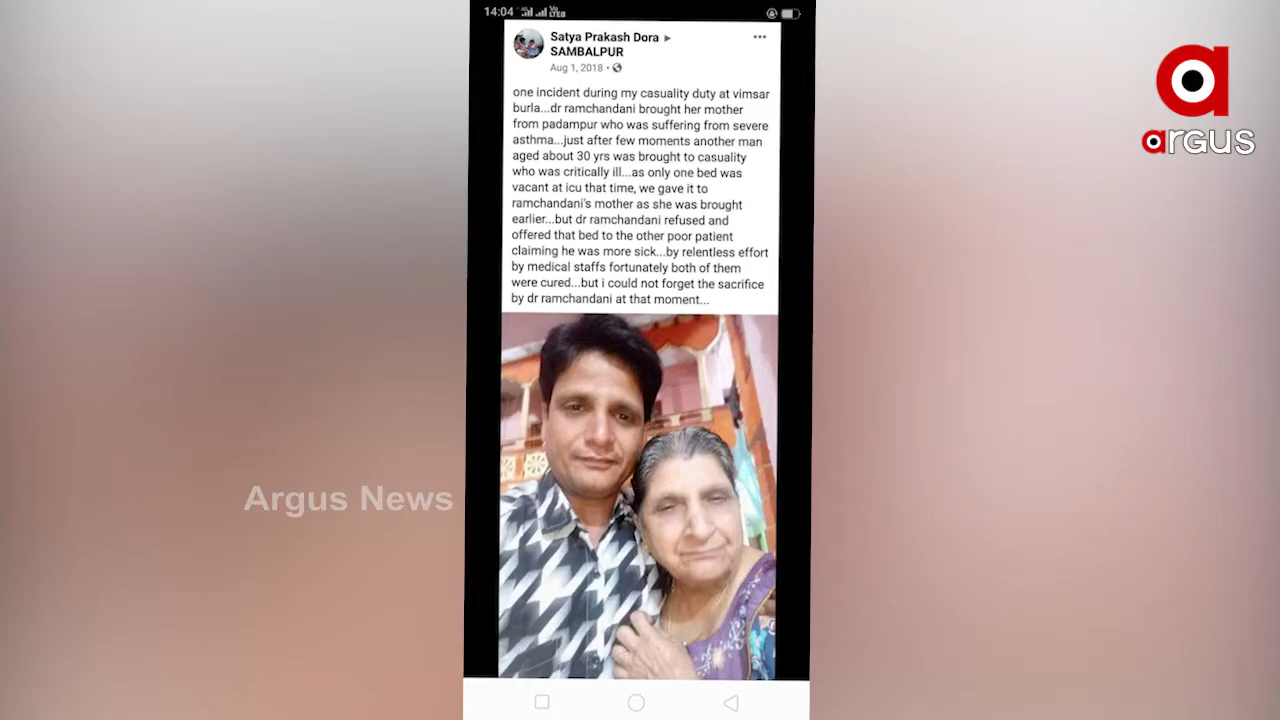 14:04
4G
Vo
LTE
Satya Prakash Dora ▸
SAMBALPUR
Aug 1, 2018 •
one incident during my casuality duty at vimsar
burla...dr ramchandani brought her mother
from padampur who was suffering from severe
asthma...just after few moments another man
aged about 30 yrs was brought to casuality
who was critically ill...as only one bed was
vacant at icu that time, we gave it to
ramchandani's mother as she was brought
earlier...but dr ramchandani refused and
offered that bed to the other poor patient
claiming he was more sick...by relentless effort
by medical staffs fortunately both of them
were cured...but i could not forget the sacrifice
by dr ramchandani at that moment...
a
argus
Argus News